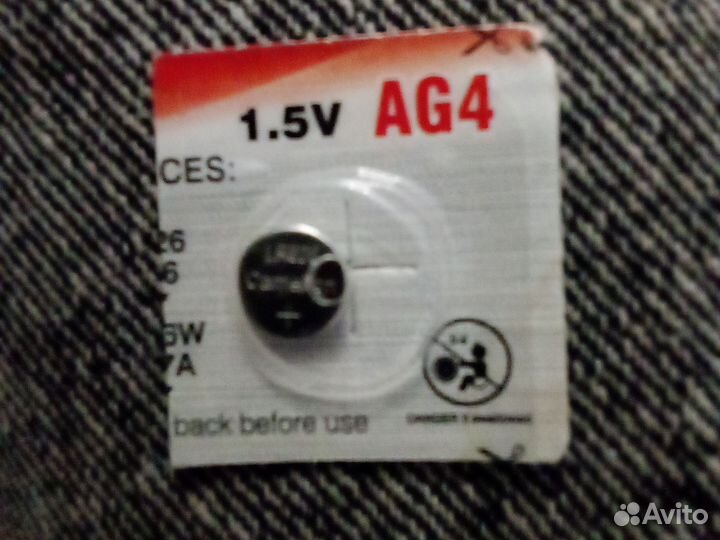 1.5V AG4
CES:
26
6
6W
7A
back before use
Avito